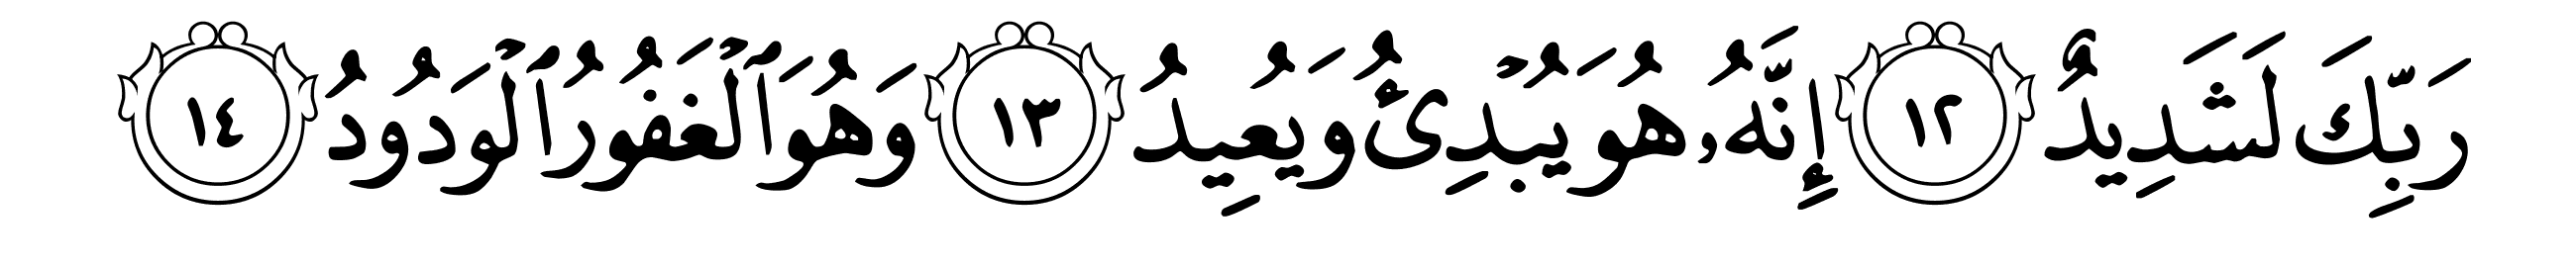 رَبِّكَ لَشَدِيدٌ ١٢ إِنَّهُۥ هُوَ يُبْدِئُ وَيُعِيدُ ١٣ وَهُوَ ٱلْغَفُورُ ٱلْوَدُودُ ١٤